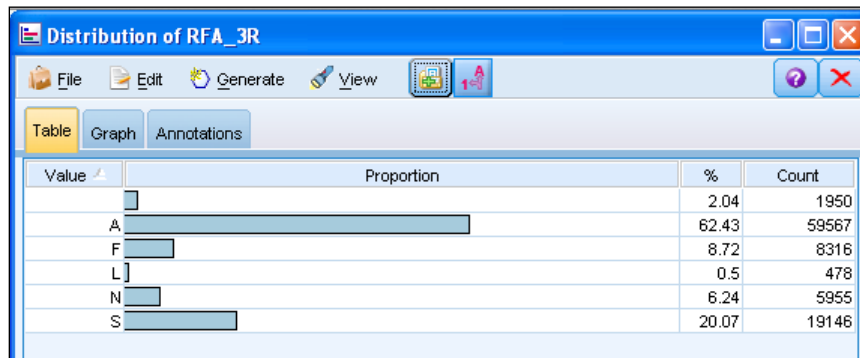 Distribution of RFA_3R
File Edit Generate View
Table Graph Annotations
Value Proportion % Count
2.04 1950
A 62.43 59567
F 8.72 8316
L 0.5 478
N 6.24 5955
S 20.07 19146